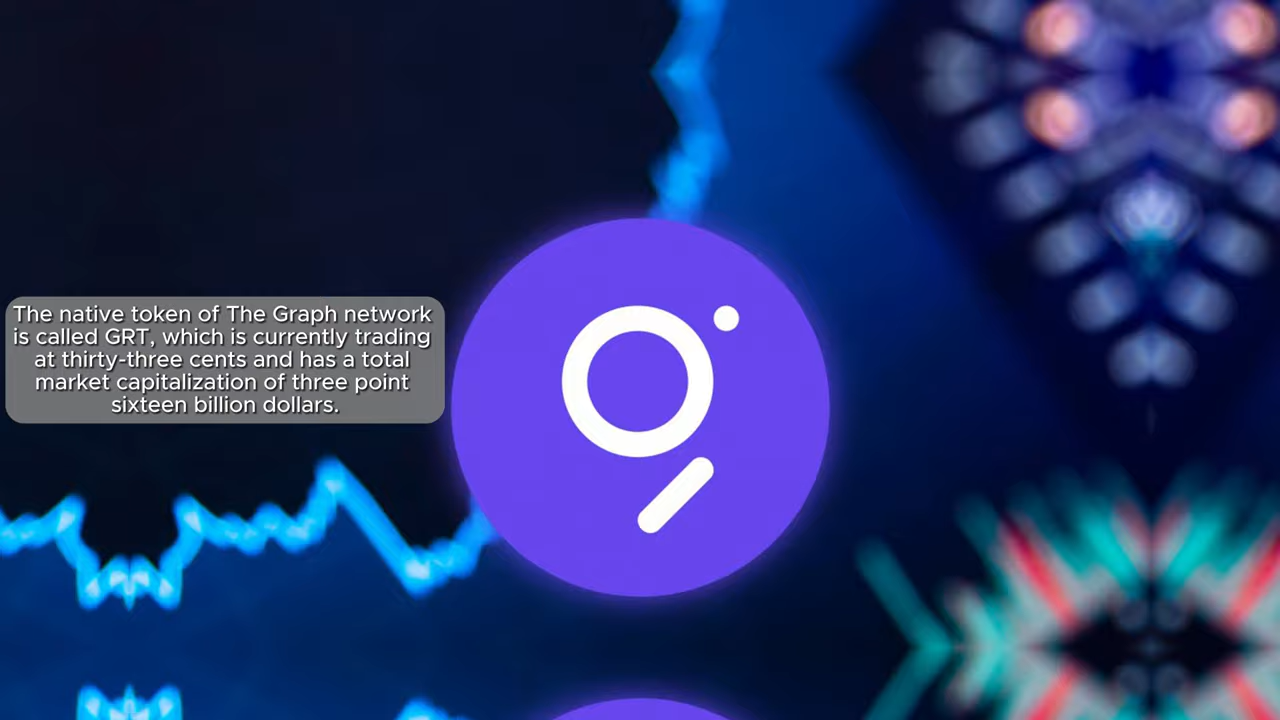 The native token of The Graph network
is called GRT, which is currently trading
at thirty-three cents and has a total
market capitalization of three point
sixteen billion dollars.